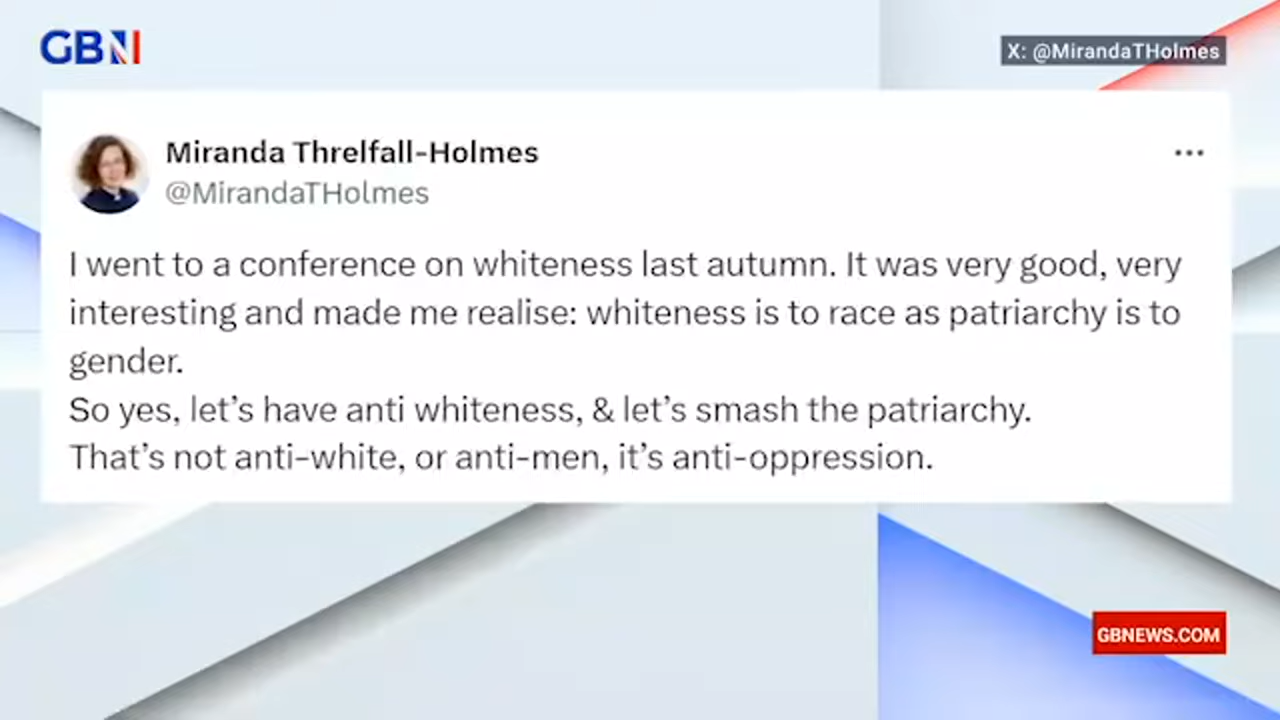 GBN
X: @MirandaTHolmes
Miranda Threlfall-Holmes
@MirandaTHolmes
I went to a conference on whiteness last autumn. It was very good, very
interesting and made me realise: whiteness is to race as patriarchy is to
gender.
So yes, let’s have anti whiteness, & let’s smash the patriarchy.
That’s not anti-white, or anti-men, it’s anti-oppression.
GBNEWS.COM